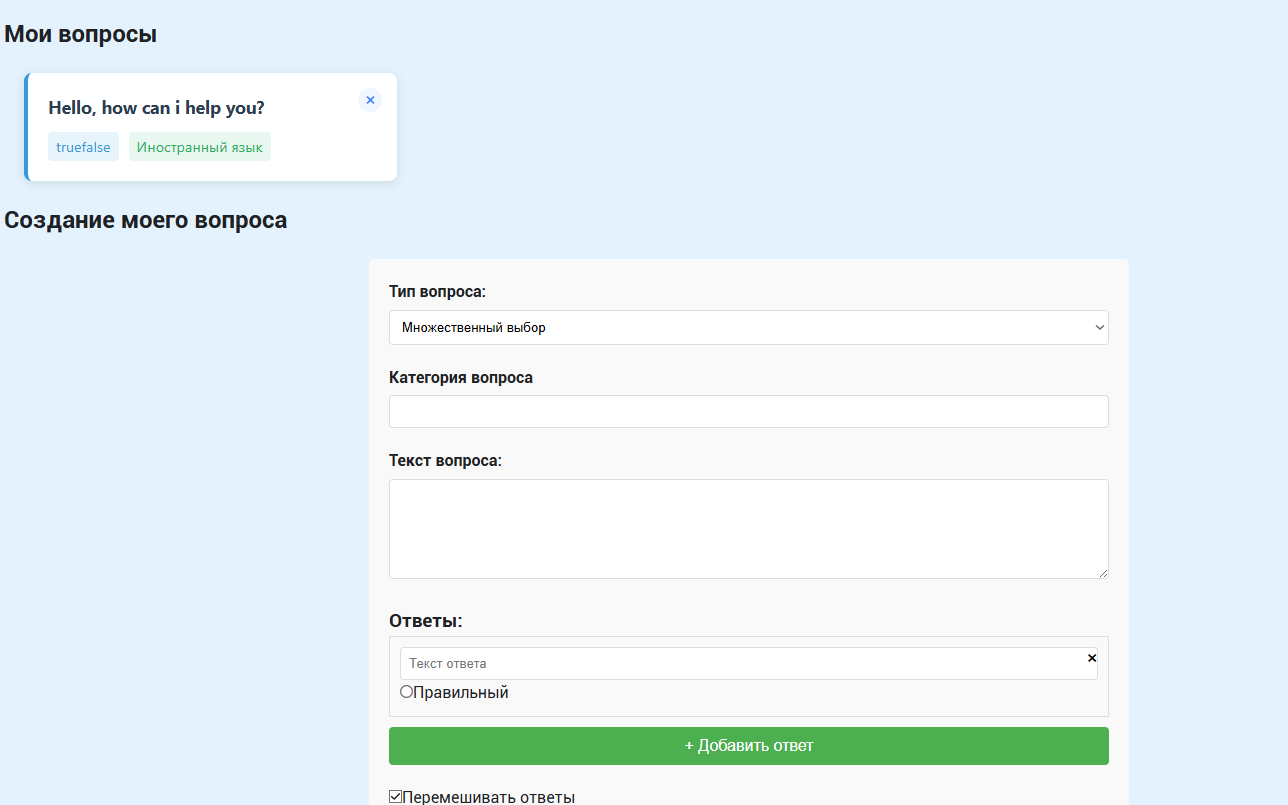 Мои вопросы
Hello, how can i help you?
×
truefalse Иностранный язык
Создание моего вопроса
Тип вопроса:
Множественный выбор
Категория вопроса
Текст вопроса:
Ответы:
Текст ответа ×
Правильный
+ Добавить ответ
Перемешивать ответы